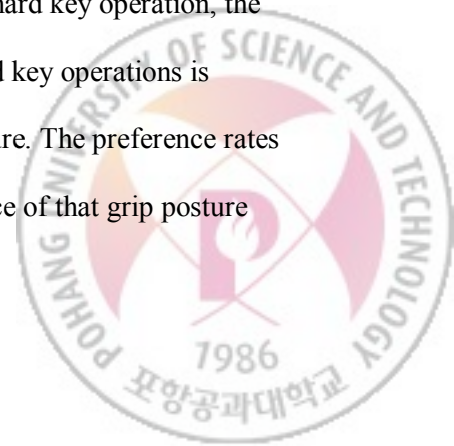 hard key operation, the
d key operations is
re. The preference rates
ce of that grip posture
POHANG UNIVERSITY OF SCIENCE AND TECHNOLOGY
1986
포항공과대학교